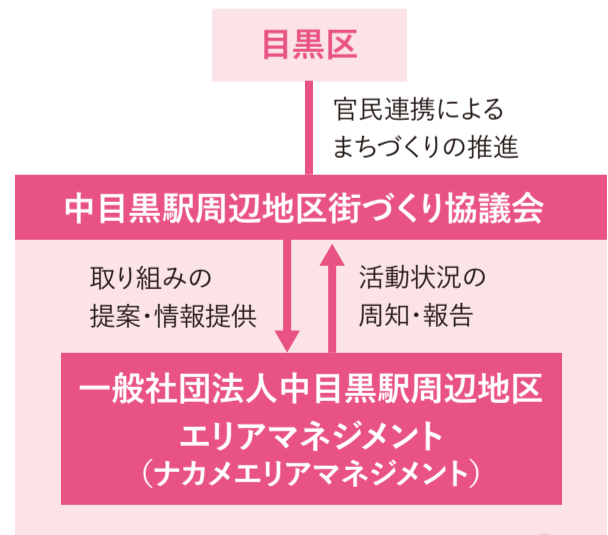 目黒区
官民連携による
まちづくりの推進
中目黒駅周辺地区街づくり協議会
取り組みの
提案・情報提供
活動状況の
周知・報告
一般社団法人中目黒駅周辺地区
エリアマネジメント
（ナカメエリアマネジメント）